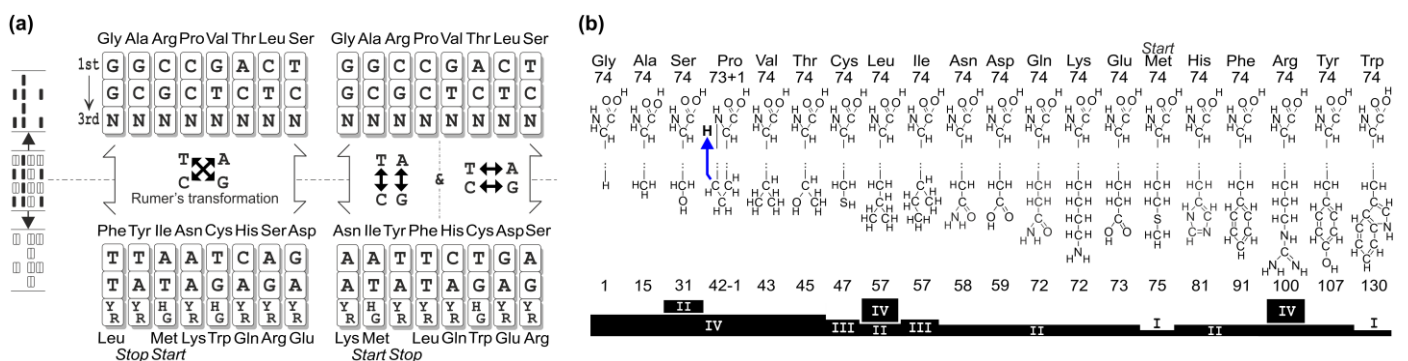 (a)
Gly Ala Arg Pro Val Thr Leu Ser
1st G G C C G A C T
G C G C T C T C
3rd N N N N N N N N
T A
C G
Rumer's transformation
Phe Tyr Ile Asn Cys His Ser Asp
T T A A T C A G
T A T A G A G A
Y Y H Y H Y Y Y
R R G R G R R R
Leu Met Lys Trp Gln Arg Glu
Stop Start
Gly Ala Arg Pro Val Thr Leu Ser
G G C C G A C T
G C G C T C T C
N N N N N N N N
T A & T A
C G C G
Asn Ile Tyr Phe His Cys Asp Ser
A A T T C T G A
A T A T A G A G
Y H Y Y Y H Y Y
R G R R R G R R
Lys Met Leu Gln Trp Glu Arg
Start Stop
(b)
Start
Gly Ala Ser Pro Val Thr Cys Leu Ile Asn Asp Gln Lys Glu Met His Phe Arg Tyr Trp
74 74 74 73+1 74 74 74 74 74 74 74 74 74 74 74 74 74 74 74 74
H
1 15 31 42-1 43 45 47 57 57 58 59 72 72 73 75 81 91 100 107 130
II IV IV
IV III II III II I II I